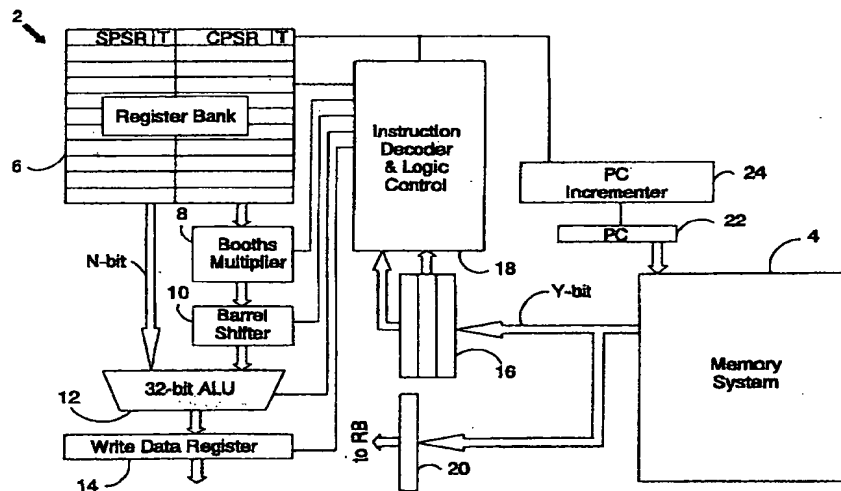 2
SPSR T CPSR T
Register Bank
6
Instruction
Decoder
& Logic
Control
18
PC
Incrementer
24
PC
22
4
8
Booths
Multiplier
N-bit
10
Barrel
Shifter
Y-bit
16
Memory
System
32-bit ALU
12
Write Data Register
14
to RB
20